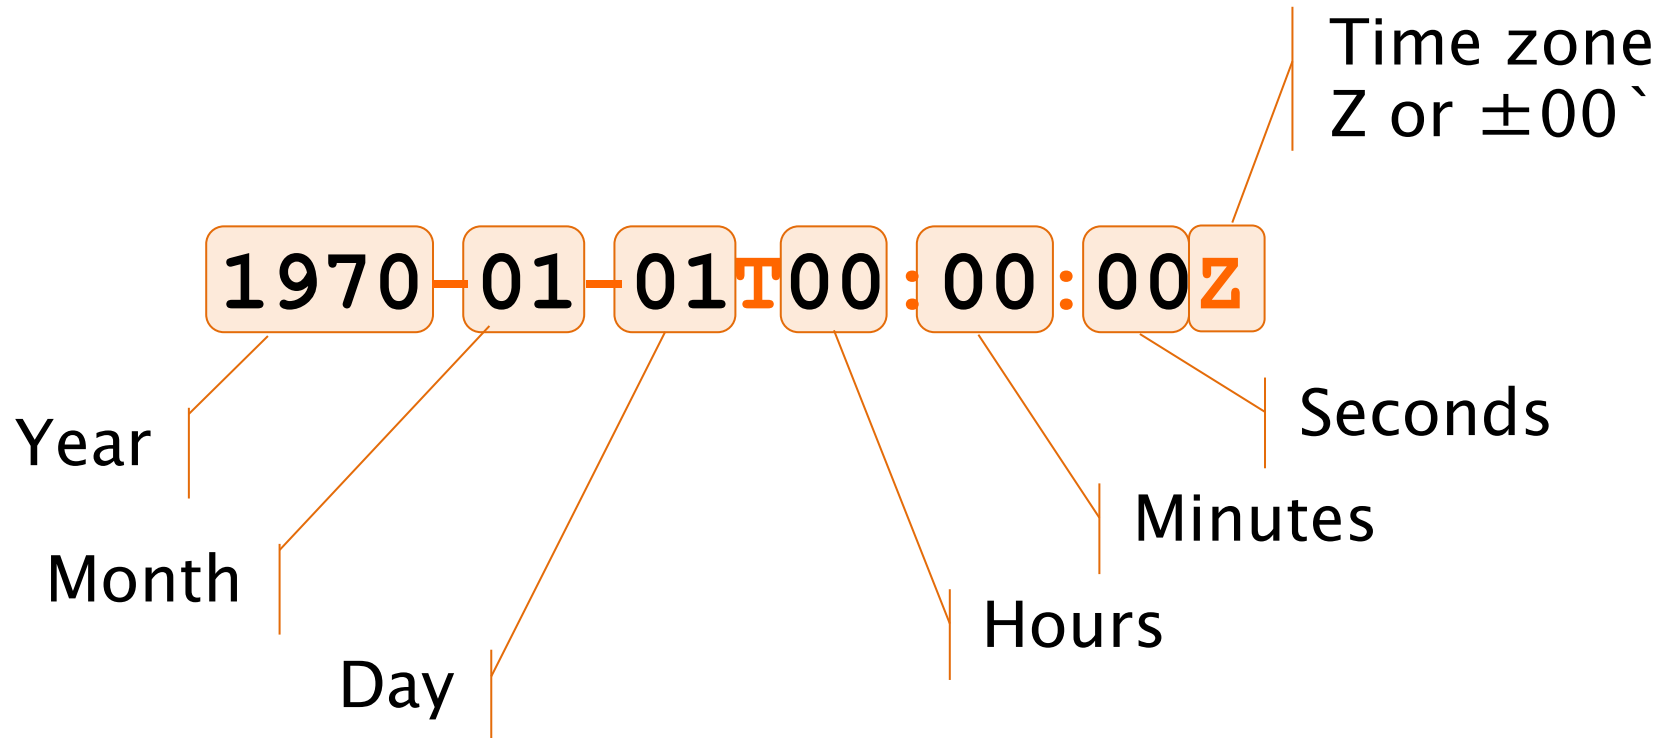 Time zone
Z or ±00`
1970-01-01T00:00:00Z
Year
Seconds
Minutes
Month
Hours
Day